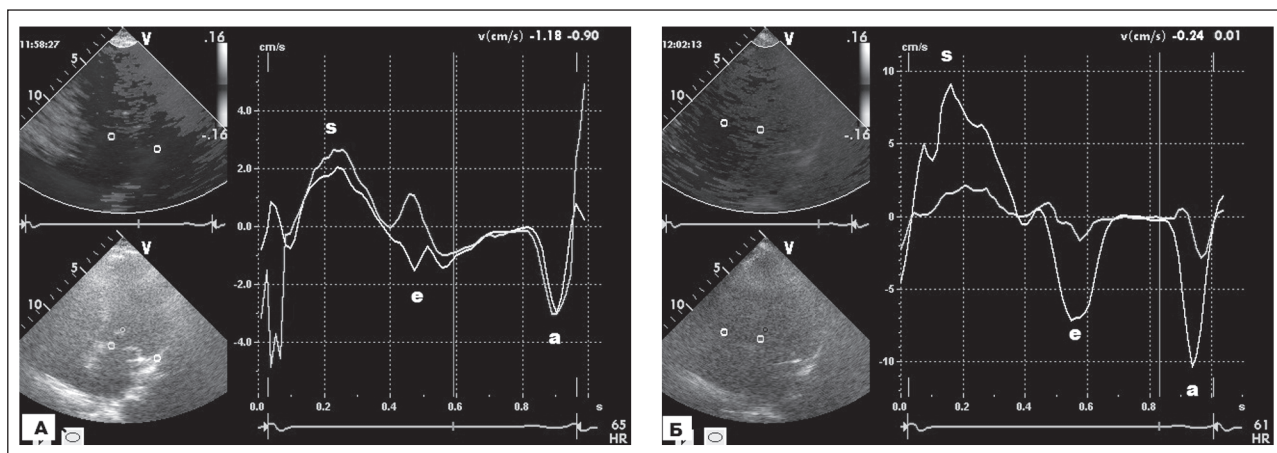 11:58:27
V
.16
-.16
5
10
V
5
10
А
v(cm/s) -1.18 -0.90
cm/s
4.0
2.0
0.0
-2.0
-4.0
s
e
a
0.0 0.2 0.4 0.6 0.8 s
65
HR
12:02:13
V
.16
-.16
5
10
V
5
10
Б
v(cm/s) -0.24 0.01
cm/s
10
5
0
-5
-10
s
e
a
0.0 0.2 0.4 0.6 0.8 1.0 s
61
HR